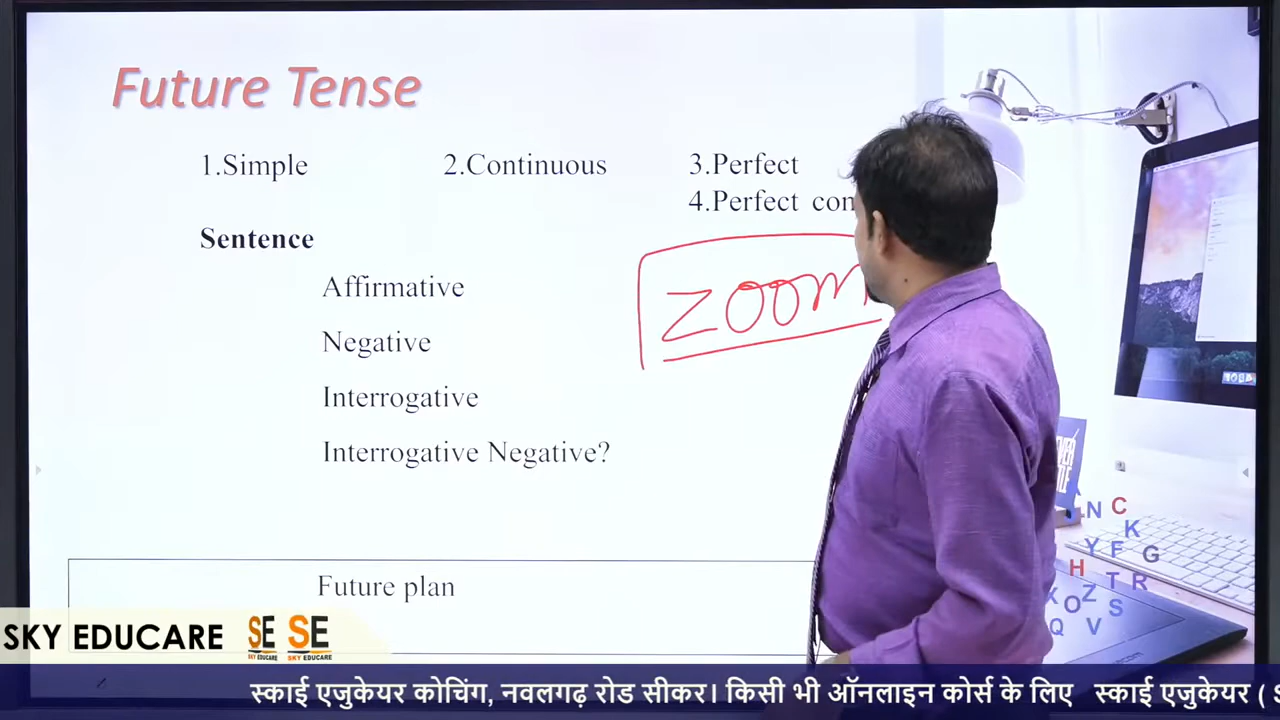 Future Tense
1.Simple 2.Continuous 3.Perfect
4.Perfect con
Sentence
Affirmative
ZOOM
Negative
Interrogative
Interrogative Negative?
Future plan
SKY EDUCARE SE SE
SKY EDUCARE SKY EDUCARE
N C
K
Y F G
H T R
X O Z S
Q V
स्काई एजुकेयर कोचिंग, नवलगढ़ रोड सीकर। किसी भी ऑनलाइन कोर्स के लिए स्काई एजुकेयर ( S